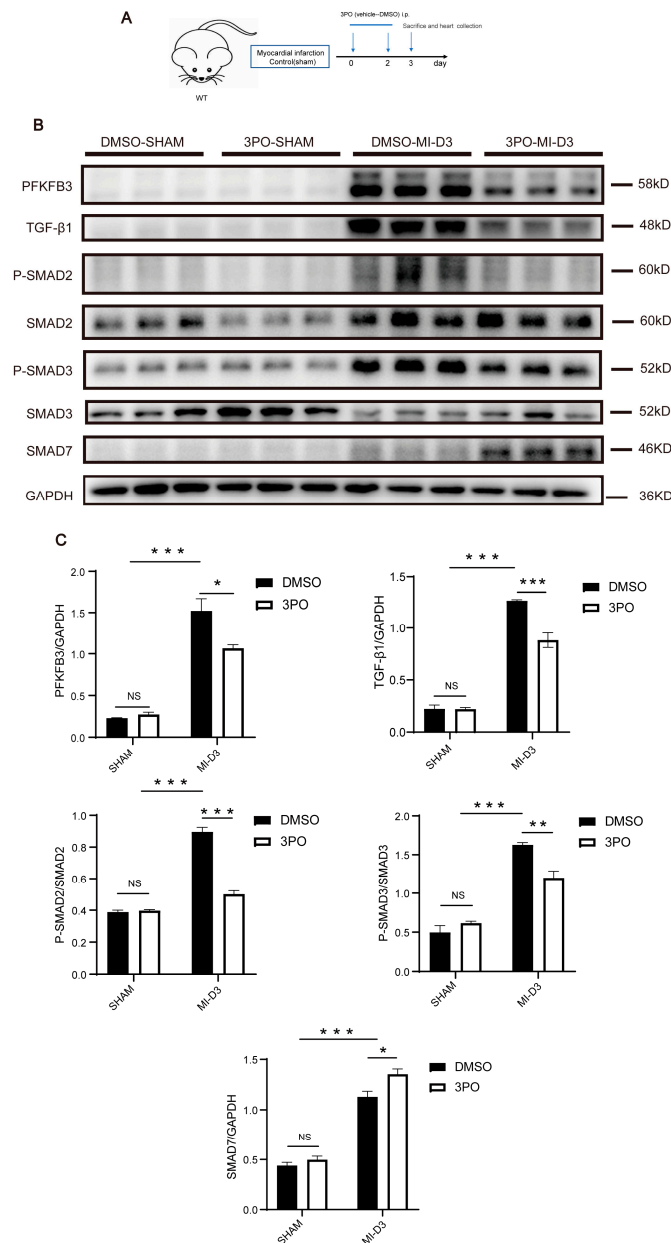 A
3PO (vehicle--DMSO) i.p.
Sacrifice and heart collection
Myocardial infarction
Control(sham)
0 2 3 day
WT
B
DMSO-SHAM 3PO-SHAM DMSO-MI-D3 3PO-MI-D3
PFKFB3 58kD
TGF-β1 48kD
P-SMAD2 60kD
SMAD2 60kD
P-SMAD3 52kD
SMAD3 52kD
SMAD7 46KD
GAPDH 36KD
C
PFKFB3/GAPDH
2.0
1.5
1.0
0.5
0.0
NS
* * *
*
SHAM
MI-D3
DMSO
3PO
TGF-β1/GAPDH
1.5
1.0
0.5
0.0
NS
* * *
***
SHAM
MI-D3
DMSO
3PO
P-SMAD2/SMAD2
1.0
0.8
0.6
0.4
0.2
0.0
NS
* * *
* * *
SHAM
MI-D3
DMSO
3PO
P-SMAD3/SMAD3
2.0
1.5
1.0
0.5
0.0
NS
* * *
* *
SHAM
MI-D3
DMSO
3PO
SMAD7/GAPDH
1.5
1.0
0.5
0.0
NS
* * *
*
SHAM
MI-D3
DMSO
3PO